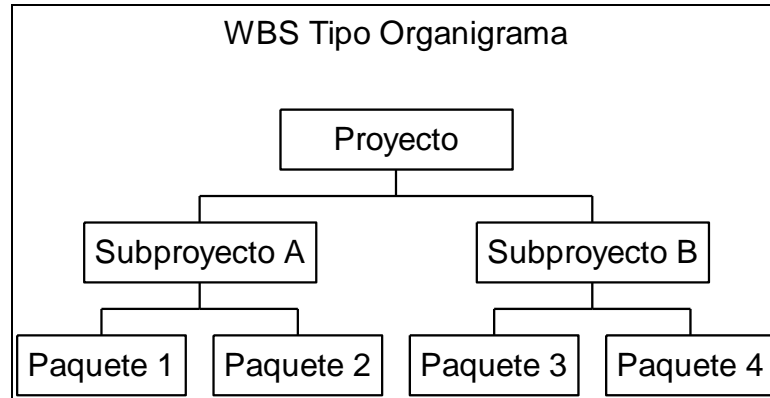 WBS Tipo Organigrama
Proyecto
Subproyecto A
Subproyecto B
Paquete 1
Paquete 2
Paquete 3
Paquete 4